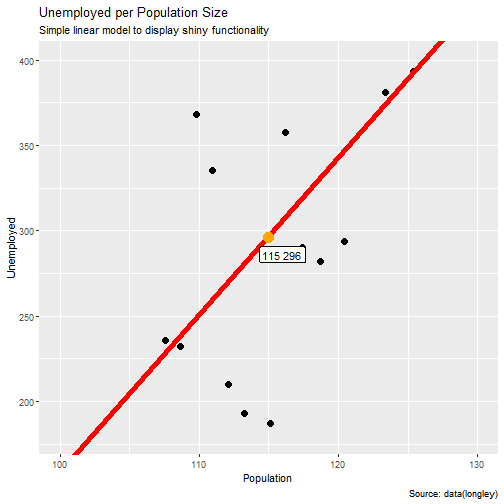 Unemployed per Population Size
Simple linear model to display shiny functionality
400
350
300
250
200
Unemployed
115 296
100 110 120 130
Population
Source: data(longley)